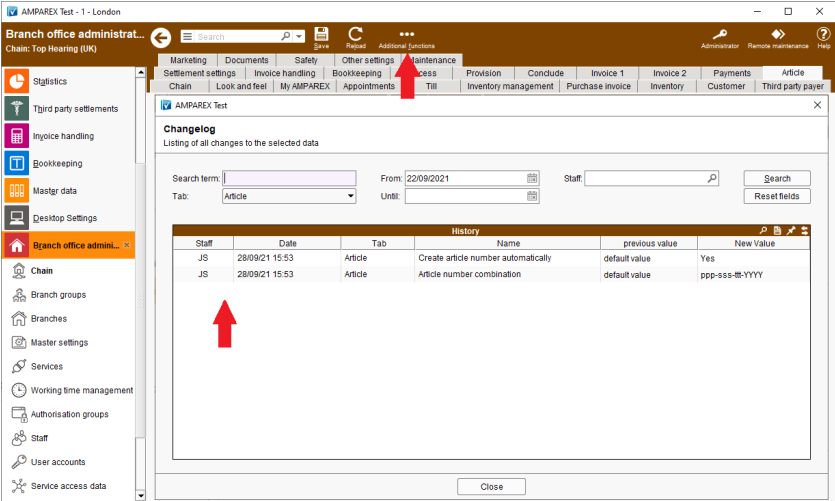 AMPAREX Test - 1 - London
Branch office administrat...
Chain: Top Hearing (UK)
Search
Save
Reload
Additional functions
Administrator
Remote maintenance
Help
Marketing Documents Safety Other settings Maintenance
Settlement settings Invoice handling Bookkeeping Provision Conclude Invoice 1 Invoice 2 Payments Article
Chain Look and feel My AMPAREX Appointments Till Inventory management Purchase invoice Inventory Customer Third party payer
Statistics
Third party settlements
Invoice handling
Bookkeeping
Master data
Desktop Settings
Branch office admini...
Chain
Branch groups
Branches
Master settings
Services
Working time management
Authorisation groups
Staff
User accounts
Service access data
AMPAREX Test
Changelog
Listing of all changes to the selected data
Search term: From: 22/09/2021 Staff: Search
Tab: Article Until: Reset fields
History
Staff Date Tab Name previous value New Value
JS 28/09/21 15:53 Article Create article number automatically default value Yes
JS 28/09/21 15:53 Article Article number combination default value ppp-sss-ttt-YYYY
Close